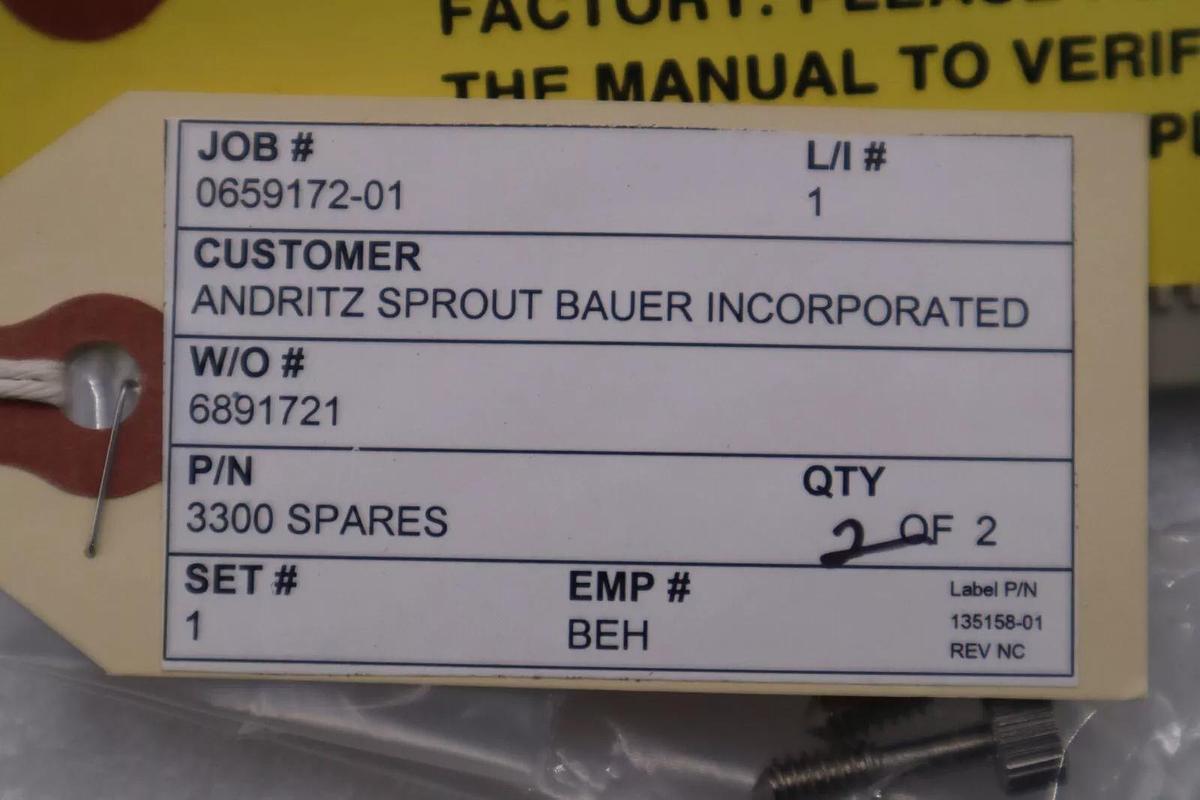 FACTORY. PLEASE
THE MANUAL TO VERIF
JOB # L/I #
0659172-01 1
CUSTOMER
ANDRITZ SPROUT BAUER INCORPORATED
W/O #
6891721
P/N QTY
3300 SPARES 2 OF 2
SET # EMP # Label P/N
1 BEH 135158-01
REV NC